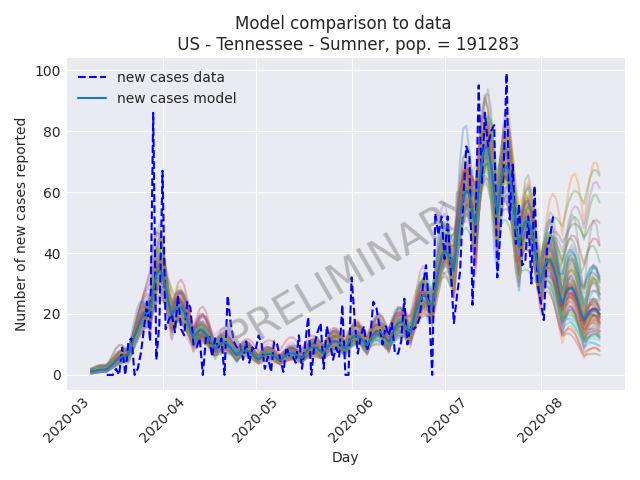 Model comparison to data
US - Tennessee - Sumner, pop. = 191283
new cases data
new cases model
Number of new cases reported
100
80
60
40
20
0
PRELIMINARY
2020-03
2020-04
2020-05
2020-06
2020-07
2020-08
Day